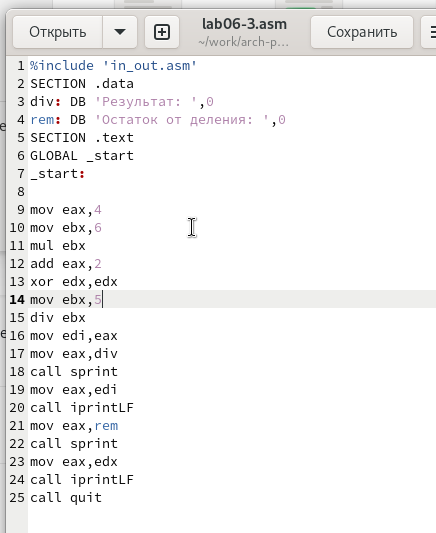 Открыть
lab06-3.asm
~/work/arch-p...
Сохранить
1 %include 'in_out.asm'
2 SECTION .data
3 div: DB 'Результат: ',0
4 rem: DB 'Остаток от деления: ',0
5 SECTION .text
6 GLOBAL _start
7 _start:
8
9 mov eax,4
10 mov ebx,6
11 mul ebx
12 add eax,2
13 xor edx,edx
14 mov ebx,5
15 div ebx
16 mov edi,eax
17 mov eax,div
18 call sprint
19 mov eax,edi
20 call iprintLF
21 mov eax,rem
22 call sprint
23 mov eax,edx
24 call iprintLF
25 call quit